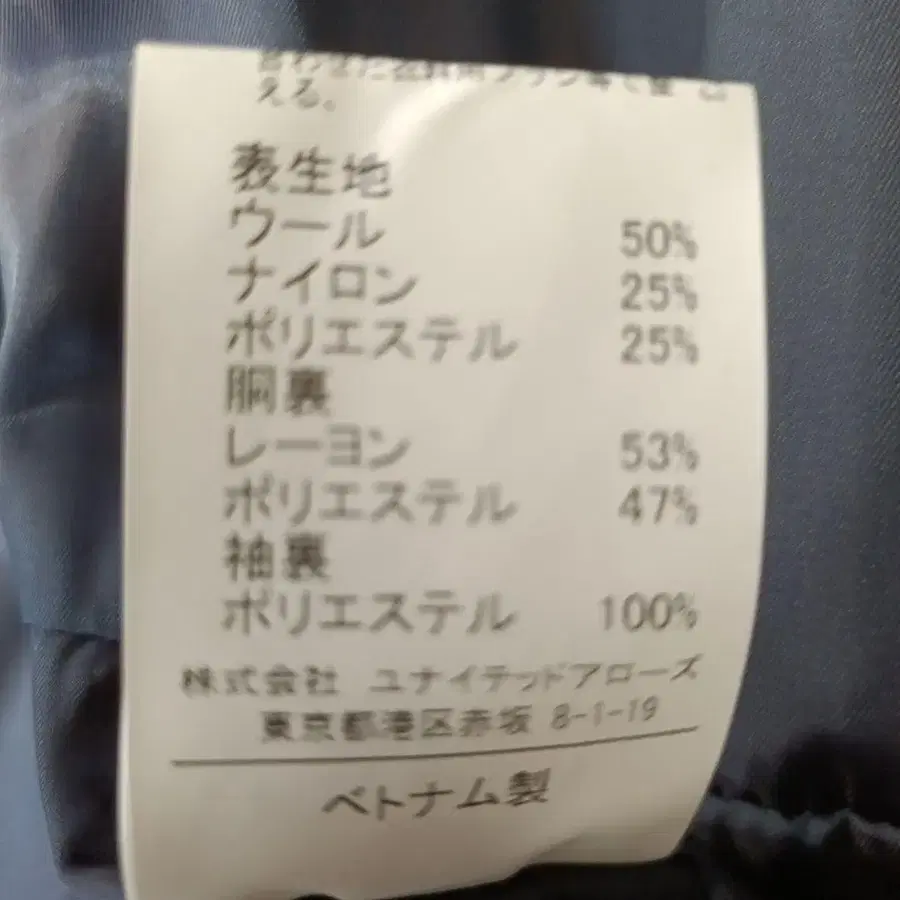 える。
表生地
ウール 50%
ナイロン 25%
ポリエステル 25%
胴裏
レーヨン 53%
ポリエステル 47%
袖裏
ポリエステル 100%
株式会社 ユナイテッドアローズ
東京都港区赤坂 8-1-19
ベトナム製